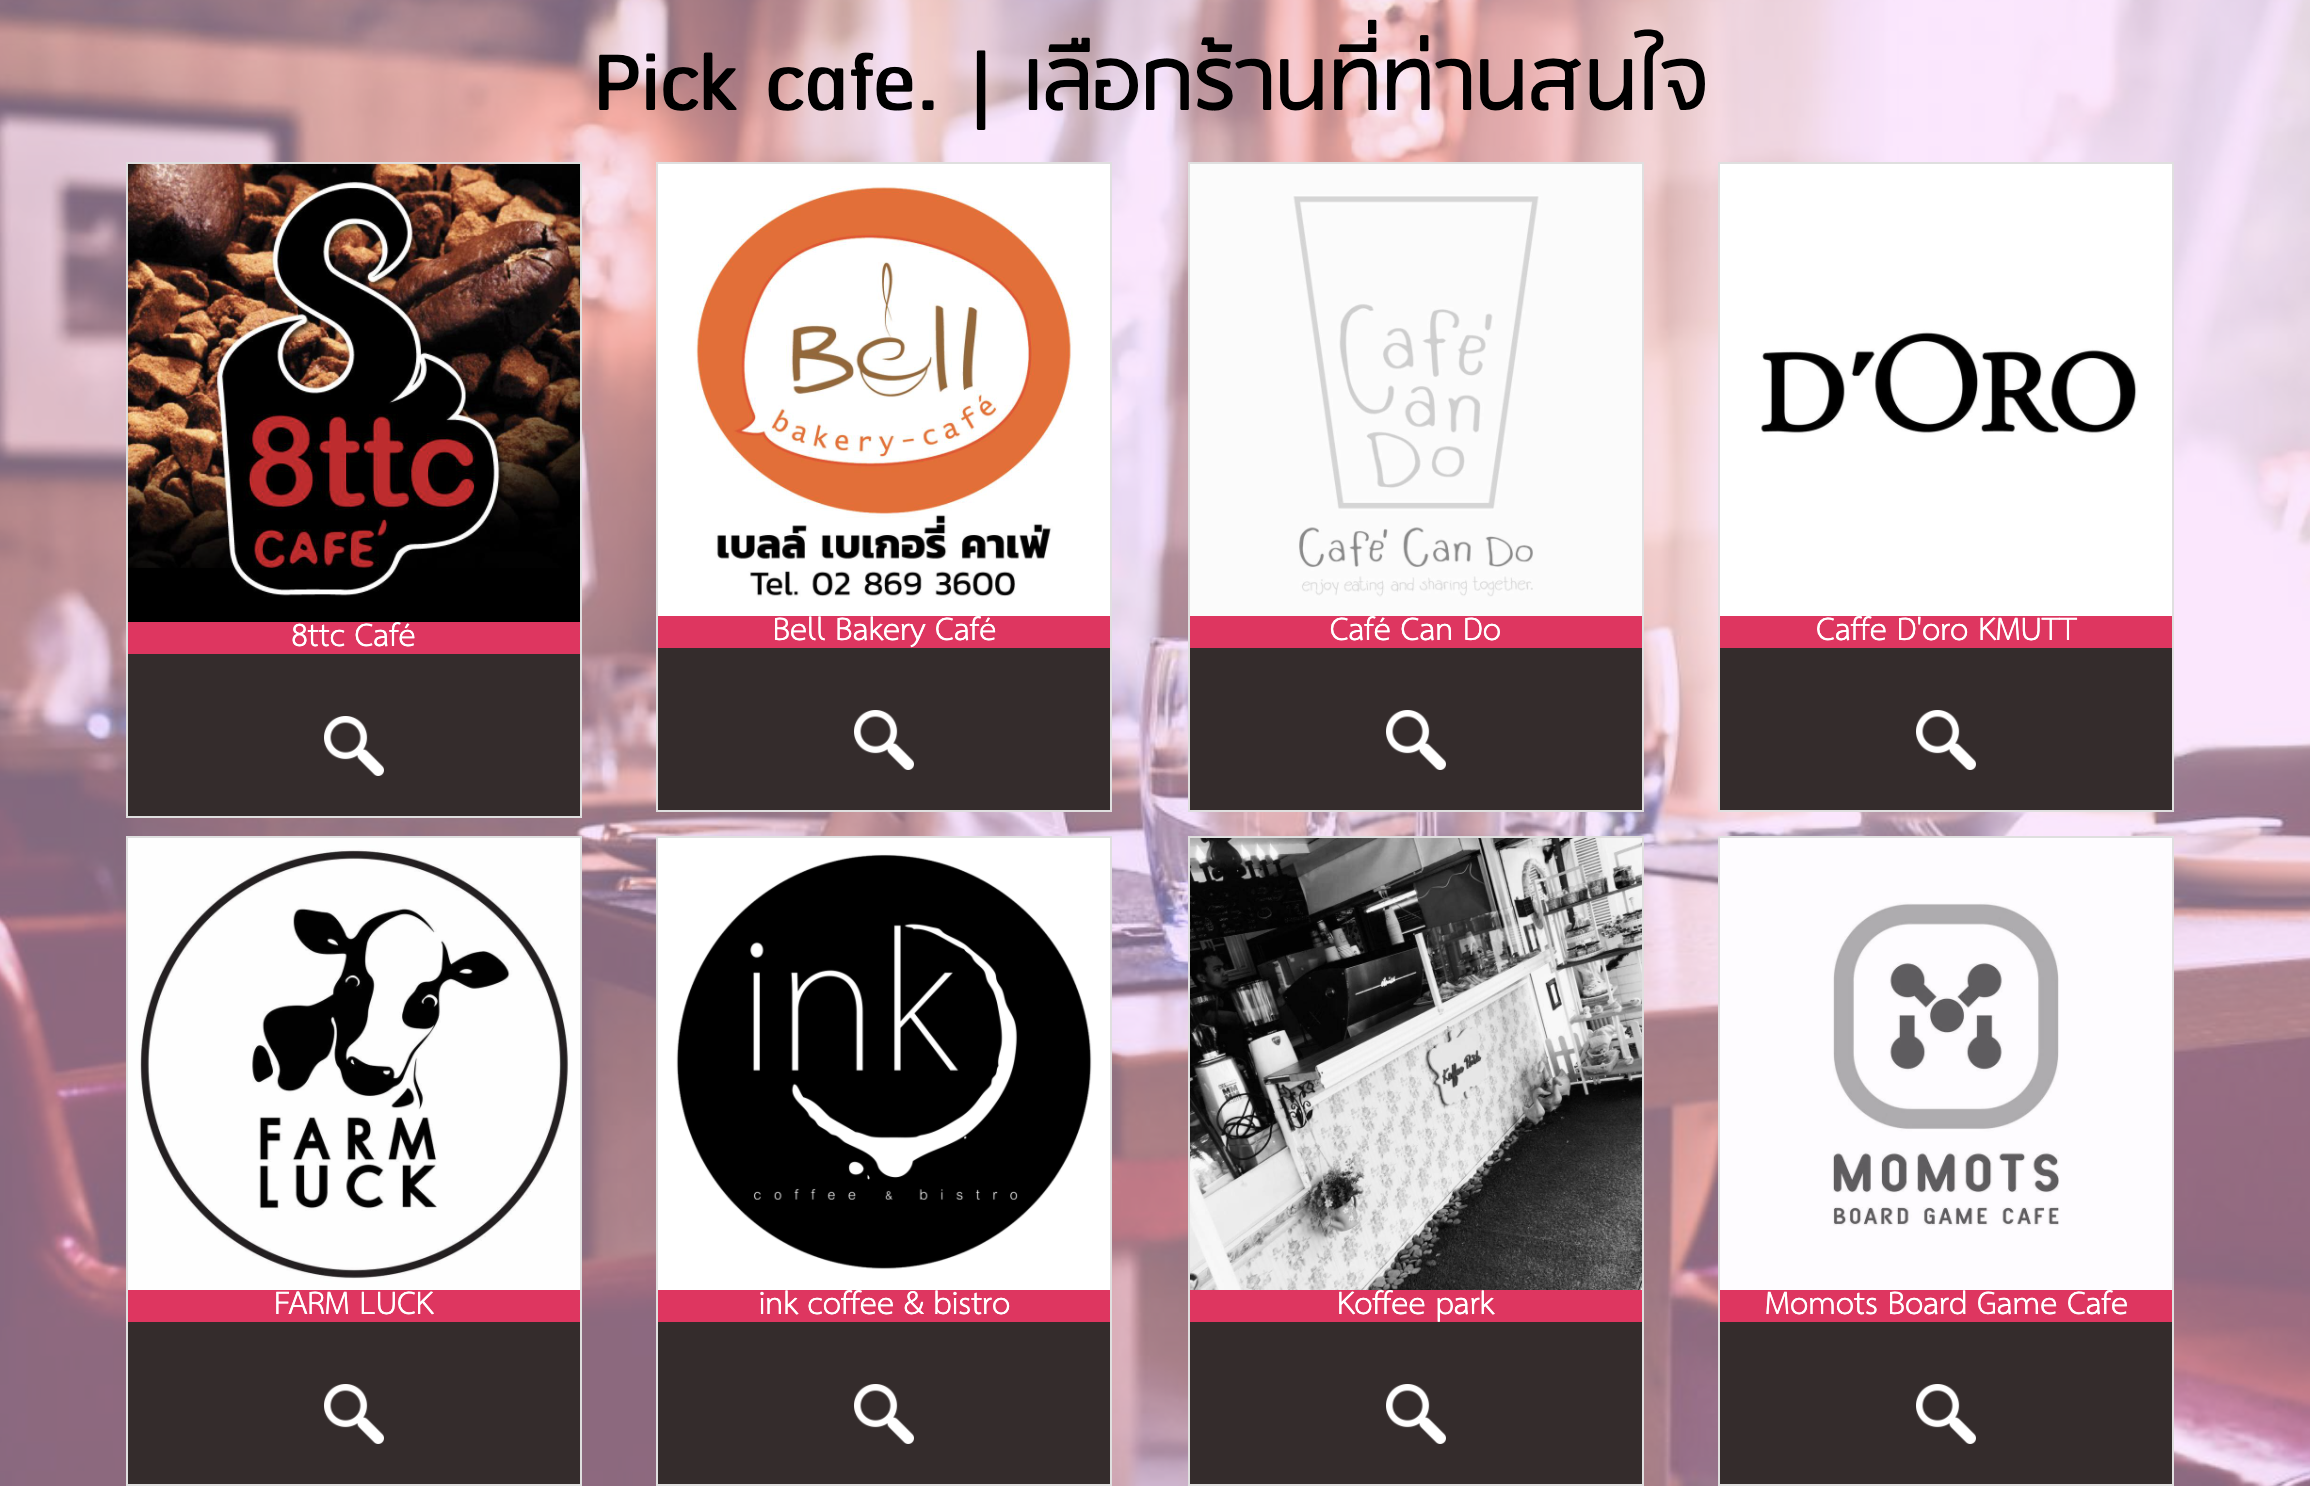 Pick cafe. | เลือกร้านที่ท่านสนใจ
8ttc
CAFE'
8ttc Café
Bell
bakery-café
เบลล์ เบเกอรี่ คาเฟ่
Tel. 02 869 3600
Bell Bakery Café
Café
Can
Do
Café Can Do
enjoy eating and sharing together.
Café Can Do
D'ORO
Caffe D'oro KMUTT
FARM
LUCK
FARM LUCK
ink
coffee & bistro
ink coffee & bistro
Koffee Park
Koffee park
MOMOTS
BOARD GAME CAFE
Momots Board Game Cafe